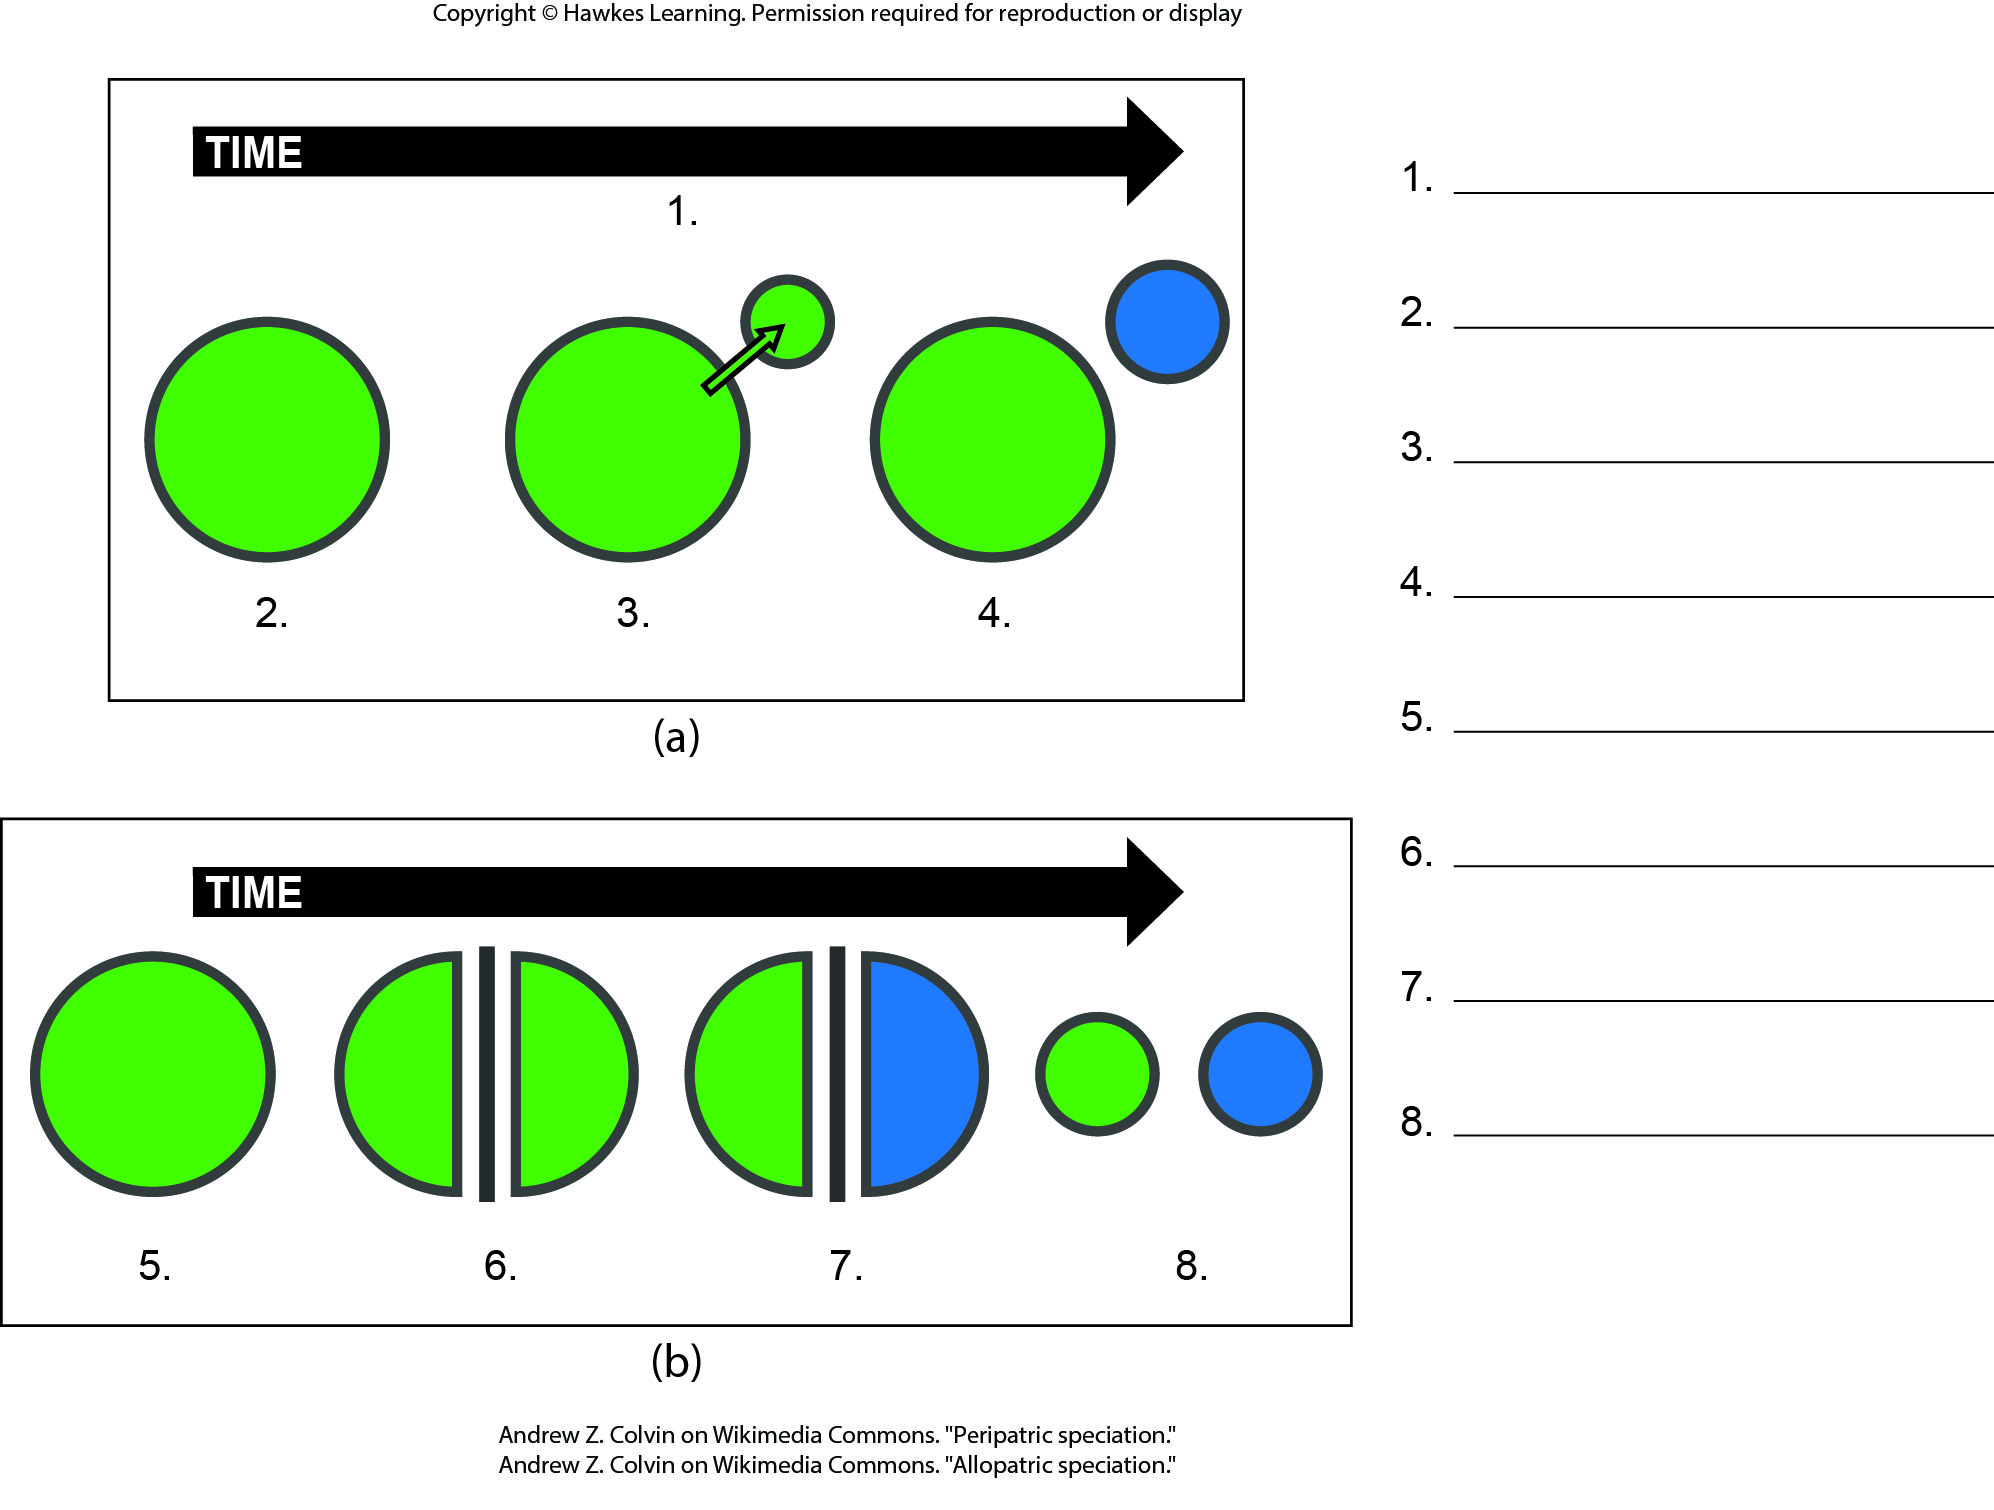 Copyright © Hawkes Learning. Permission required for reproduction or display
TIME
1.
2.
3.
4.
(a)
TIME
5.
6.
7.
8.
(b)
1.
2.
3.
4.
5.
6.
7.
8.
Andrew Z. Colvin on Wikimedia Commons. "Peripatric speciation."
Andrew Z. Colvin on Wikimedia Commons. "Allopatric speciation."